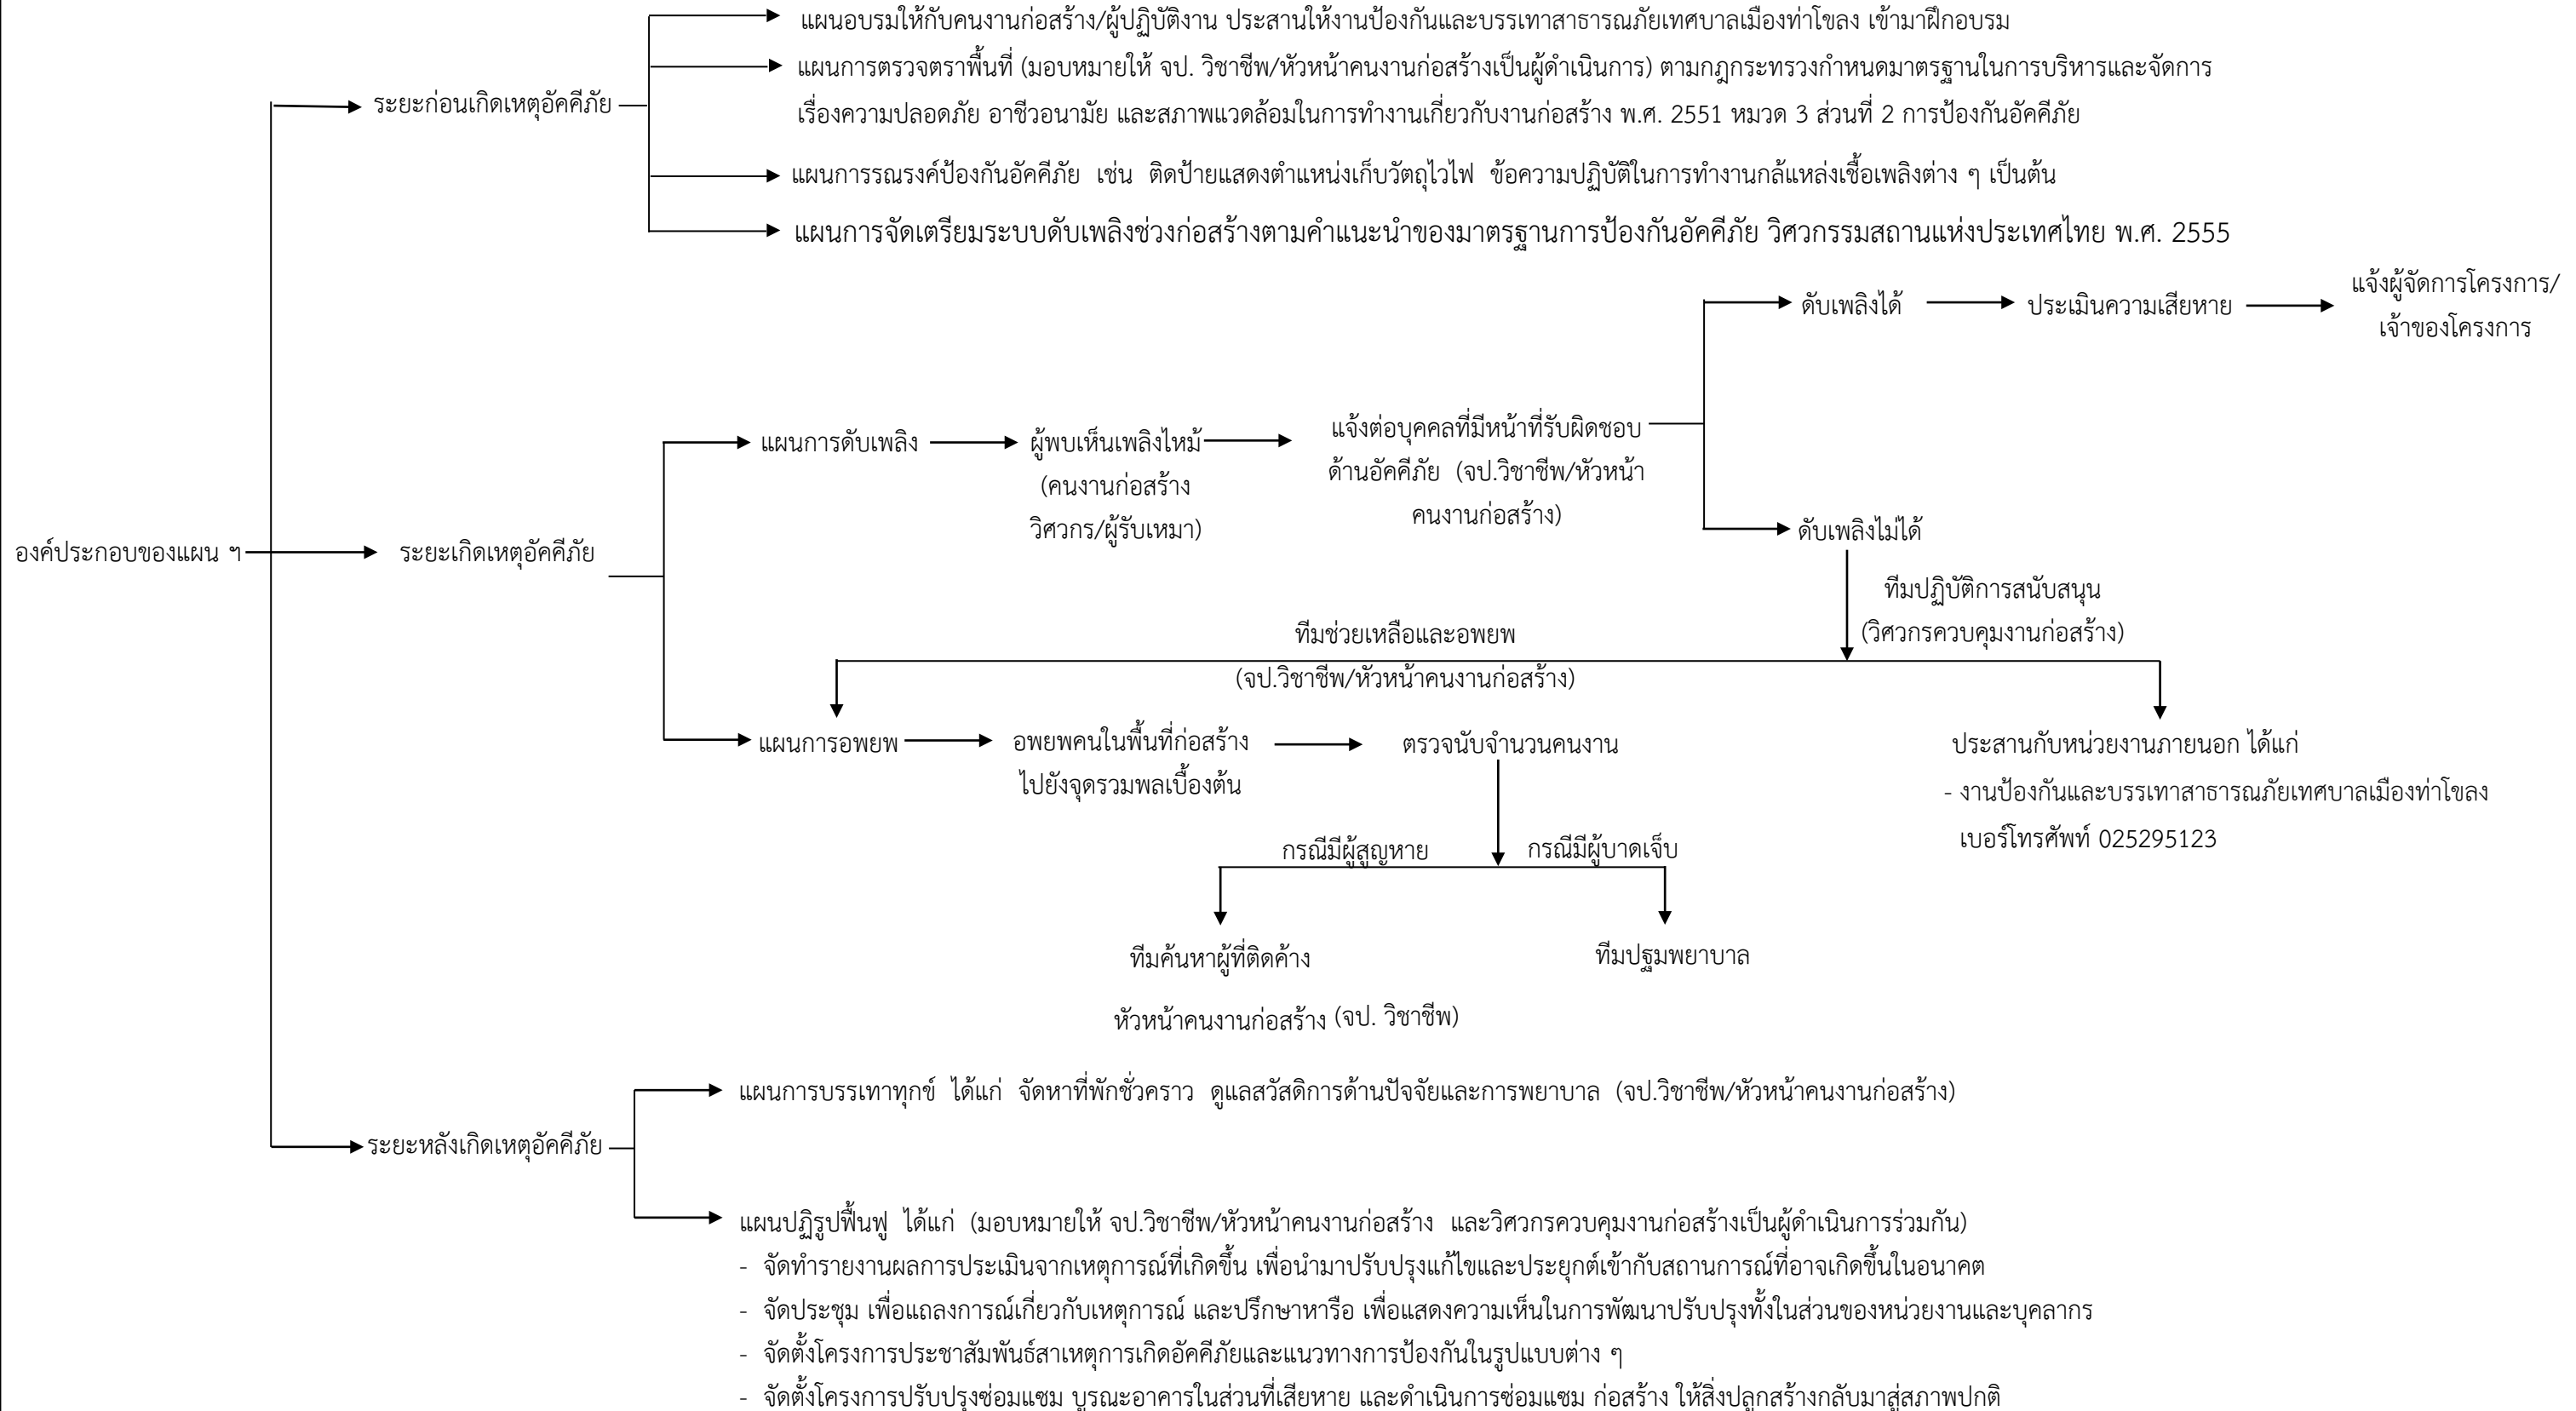 แผนอบรมให้กับคนงานก่อสร้าง/ผู้ปฏิบัติงาน ประสานให้งานป้องกันและบรรเทาสาธารณภัยเทศบาลเมืองท่าโขลง เข้ามาฝึกอบรม
แผนการตรวจตราพื้นที่ (มอบหมายให้ จป. วิชาชีพ/หัวหน้าคนงานก่อสร้างเป็นผู้ดำเนินการ) ตามกฎกระทรวงกำหนดมาตรฐานในการบริหารและจัดการ
ระยะก่อนเกิดเหตุอัคคีภัย
เรื่องความปลอดภัย อาชีวอนามัย และสภาพแวดล้อมในการทำงานเกี่ยวกับงานก่อสร้าง พ.ศ. 2551 หมวด 3 ส่วนที่ 2 การป้องกันอัคคีภัย
แผนการรณรงค์ป้องกันอัคคีภัย เช่น ติดป้ายแสดงตำแหน่งเก็บวัตถุไวไฟ ข้อความปฏิบัติในการทำงานกล้แหล่งเชื้อเพลิงต่าง ๆ เป็นต้น
แผนการจัดเตรียมระบบดับเพลิงช่วงก่อสร้างตามคำแนะนำของมาตรฐานการป้องกันอัคคีภัย วิศวกรรมสถานแห่งประเทศไทย พ.ศ. 2555
ดับเพลิงได้
ประเมินความเสียหาย
แจ้งผู้จัดการโครงการ/
เจ้าของโครงการ
แผนการดับเพลิง
ผู้พบเห็นเพลิงไหม้
(คนงานก่อสร้าง
วิศวกร/ผู้รับเหมา)
แจ้งต่อบุคคลที่มีหน้าที่รับผิดชอบ
ด้านอัคคีภัย (จป.วิชาชีพ/หัวหน้า
คนงานก่อสร้าง)
ดับเพลิงไม่ได้
องค์ประกอบของแผน ฯ
ระยะเกิดเหตุอัคคีภัย
ทีมปฏิบัติการสนับสนุน
(วิศวกรควบคุมงานก่อสร้าง)
ทีมช่วยเหลือและอพยพ
(จป.วิชาชีพ/หัวหน้าคนงานก่อสร้าง)
แผนการอพยพ
อพยพคนในพื้นที่ก่อสร้าง
ไปยังจุดรวมพลเบื้องต้น
ตรวจนับจำนวนคนงาน
ประสานกับหน่วยงานภายนอก ได้แก่
- งานป้องกันและบรรเทาสาธารณภัยเทศบาลเมืองท่าโขลง
เบอร์โทรศัพท์ 025295123
กรณีมีผู้สูญหาย
กรณีมีผู้บาดเจ็บ
ทีมค้นหาผู้ที่ติดค้าง
ทีมปฐมพยาบาล
หัวหน้าคนงานก่อสร้าง (จป. วิชาชีพ)
แผนการบรรเทาทุกข์ ได้แก่ จัดหาที่พักชั่วคราว ดูแลสวัสดิการด้านปัจจัยและการพยาบาล (จป.วิชาชีพ/หัวหน้าคนงานก่อสร้าง)
ระยะหลังเกิดเหตุอัคคีภัย
แผนปฏิรูปฟื้นฟู ได้แก่ (มอบหมายให้ จป.วิชาชีพ/หัวหน้าคนงานก่อสร้าง และวิศวกรควบคุมงานก่อสร้างเป็นผู้ดำเนินการร่วมกัน)
- จัดทำรายงานผลการประเมินจากเหตุการณ์ที่เกิดขึ้น เพื่อนำมาปรับปรุงแก้ไขและประยุกต์เข้ากับสถานการณ์ที่อาจเกิดขึ้นในอนาคต
- จัดประชุม เพื่อแถลงการณ์เกี่ยวกับเหตุการณ์ และปรึกษาหารือ เพื่อแสดงความเห็นในการพัฒนาปรับปรุงทั้งในส่วนของหน่วยงานและบุคลากร
- จัดตั้งโครงการประชาสัมพันธ์สาเหตุการเกิดอัคคีภัยและแนวทางการป้องกันในรูปแบบต่าง ๆ
- จัดตั้งโครงการปรับปรุงซ่อมแซม บูรณะอาคารในส่วนที่เสียหาย และดำเนินการซ่อมแซม ก่อสร้าง ให้สิ่งปลูกสร้างกลับมาสู่สภาพปกติ